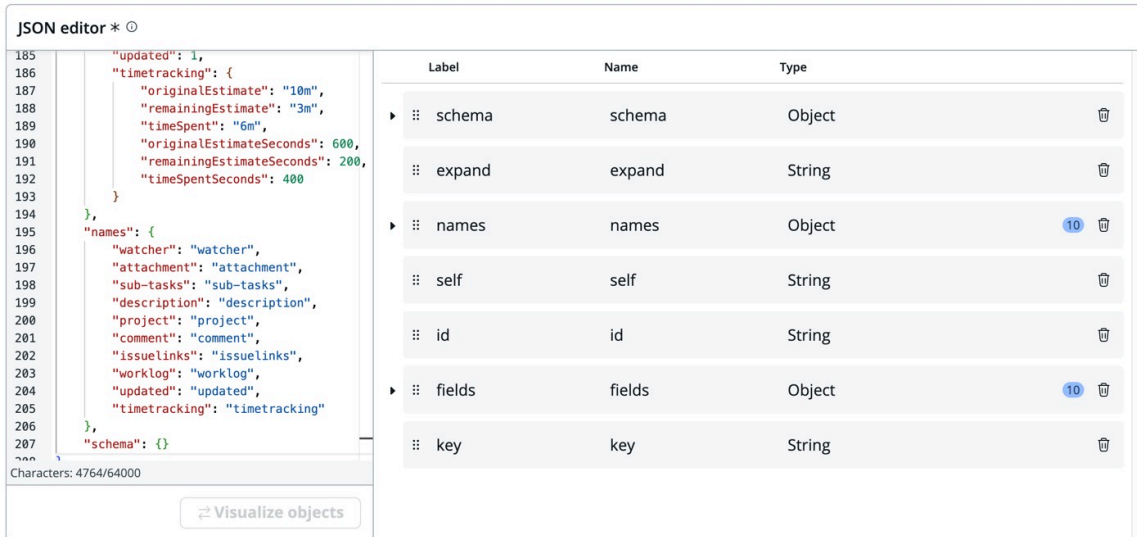 JSON editor *
185 "updated": 1,
186 "timetracking": {
187 "originalEstimate": "10m",
188 "remainingEstimate": "3m",
189 "timeSpent": "6m",
190 "originalEstimateSeconds": 600,
191 "remainingEstimateSeconds": 200,
192 "timeSpentSeconds": 400
193 }
194 },
195 "names": {
196 "watcher": "watcher",
197 "attachment": "attachment",
198 "sub-tasks": "sub-tasks",
199 "description": "description",
200 "project": "project",
201 "comment": "comment",
202 "issuelinks": "issuelinks",
203 "worklog": "worklog",
204 "updated": "updated",
205 "timetracking": "timetracking"
206 },
207 "schema": {}
208 }
Characters: 4764/64000
Visualize objects
Label Name Type
schema schema Object
expand expand String
names names Object 10
self self String
id id String
fields fields Object 10
key key String